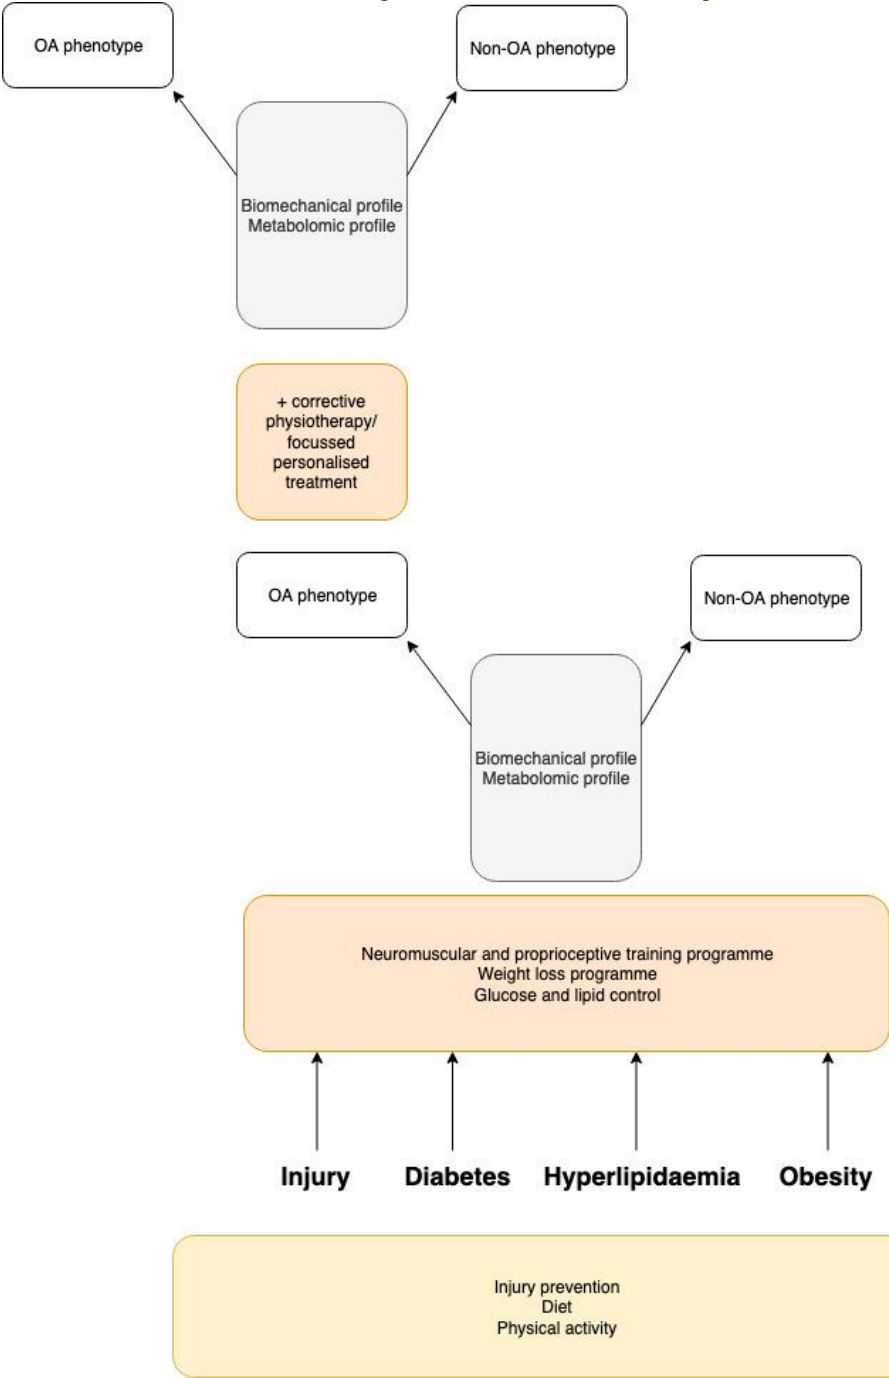 OA phenotype
Non-OA phenotype
Biomechanical profile
Metabolomic profile
+ corrective
physiotherapy/
focussed
personalised
treatment
OA phenotype
Non-OA phenotype
Biomechanical profile
Metabolomic profile
Neuromuscular and proprioceptive training programme
Weight loss programme
Glucose and lipid control
Injury
Diabetes
Hyperlipidaemia
Obesity
Injury prevention
Diet
Physical activity